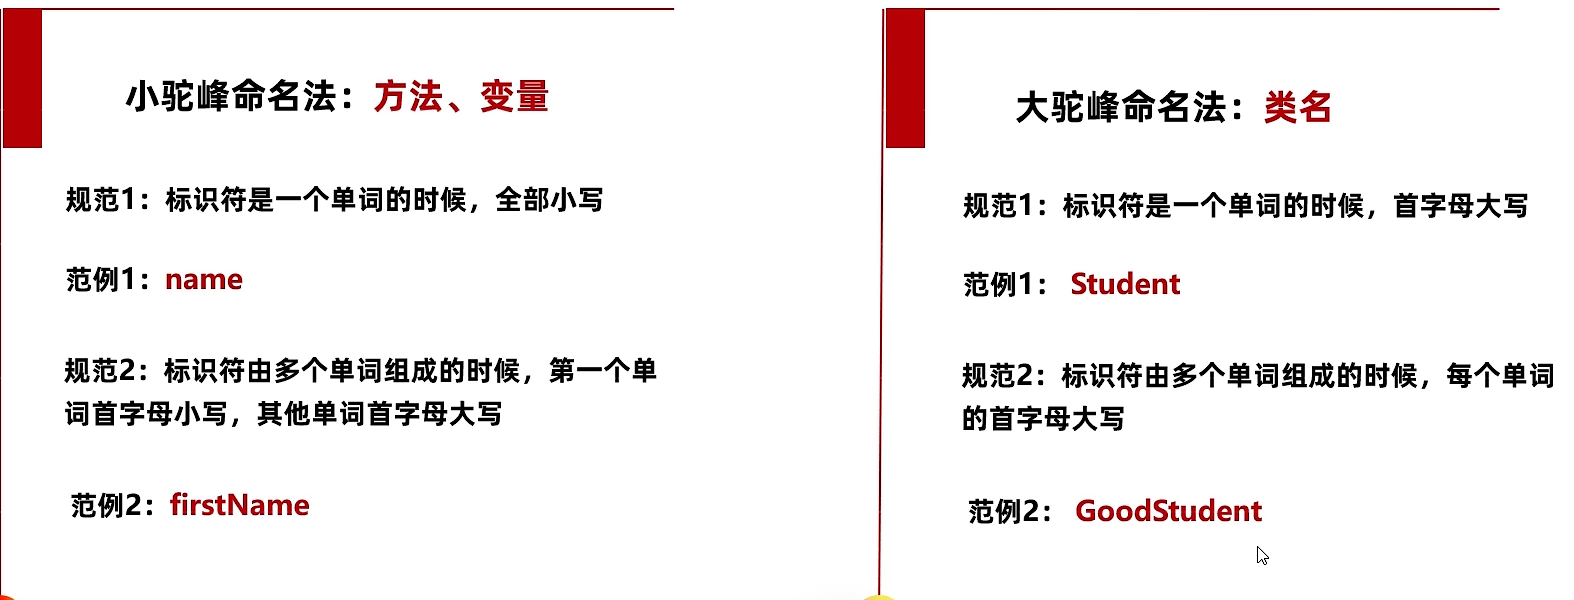 小驼峰命名法：方法、变量
规范1：标识符是一个单词的时候，全部小写
范例1：name
规范2：标识符由多个单词组成的时候，第一个单
词首字母小写，其他单词首字母大写
范例2：firstName
大驼峰命名法：类名
规范1：标识符是一个单词的时候，首字母大写
范例1： Student
规范2：标识符由多个单词组成的时候，每个单词
的首字母大写
范例2： GoodStudent